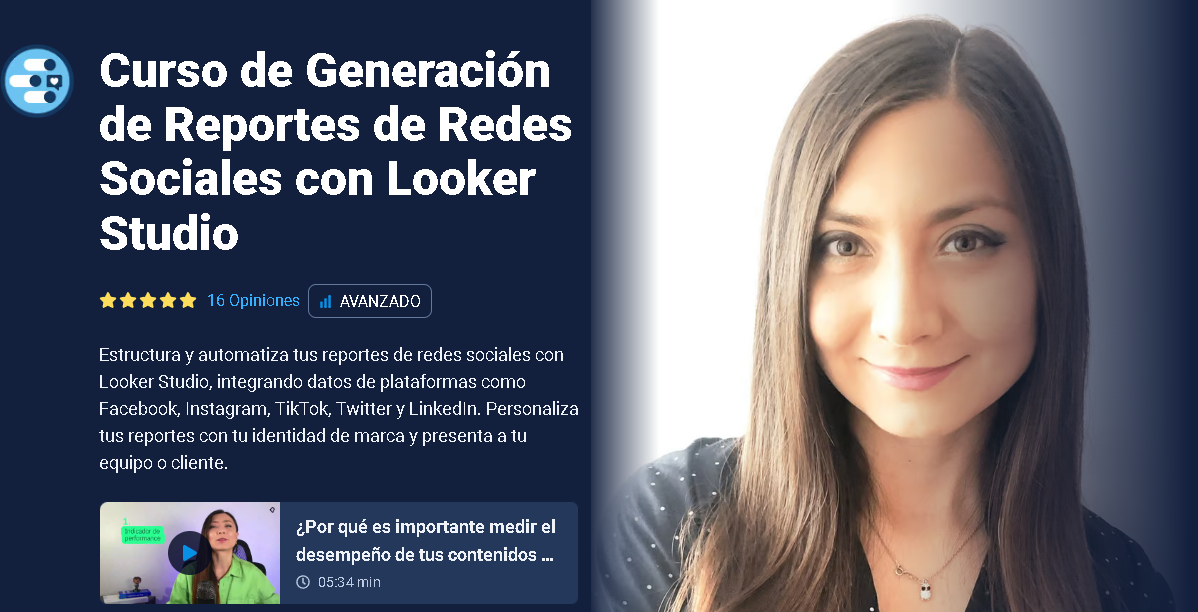 Curso de Generación
de Reportes de Redes
Sociales con Looker
Studio
16 Opiniones
AVANZADO
Estructura y automatiza tus reportes de redes sociales con
Looker Studio, integrando datos de plataformas como
Facebook, Instagram, TikTok, Twitter y LinkedIn. Personaliza
tus reportes con tu identidad de marca y presenta a tu
equipo o cliente.
1
Indicador de
performance
¿Por qué es importante medir el
desempeño de tus contenidos ...
05:34 min